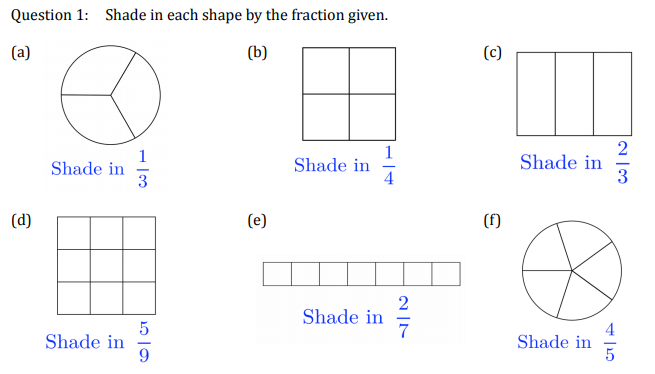 Question 1: Shade in each shape by the fraction given.
(a) (b) (c)
Shade in 1/3 Shade in 1/4 Shade in 2/3
(d) (e) (f)
Shade in 5/9 Shade in 2/7 Shade in 4/5